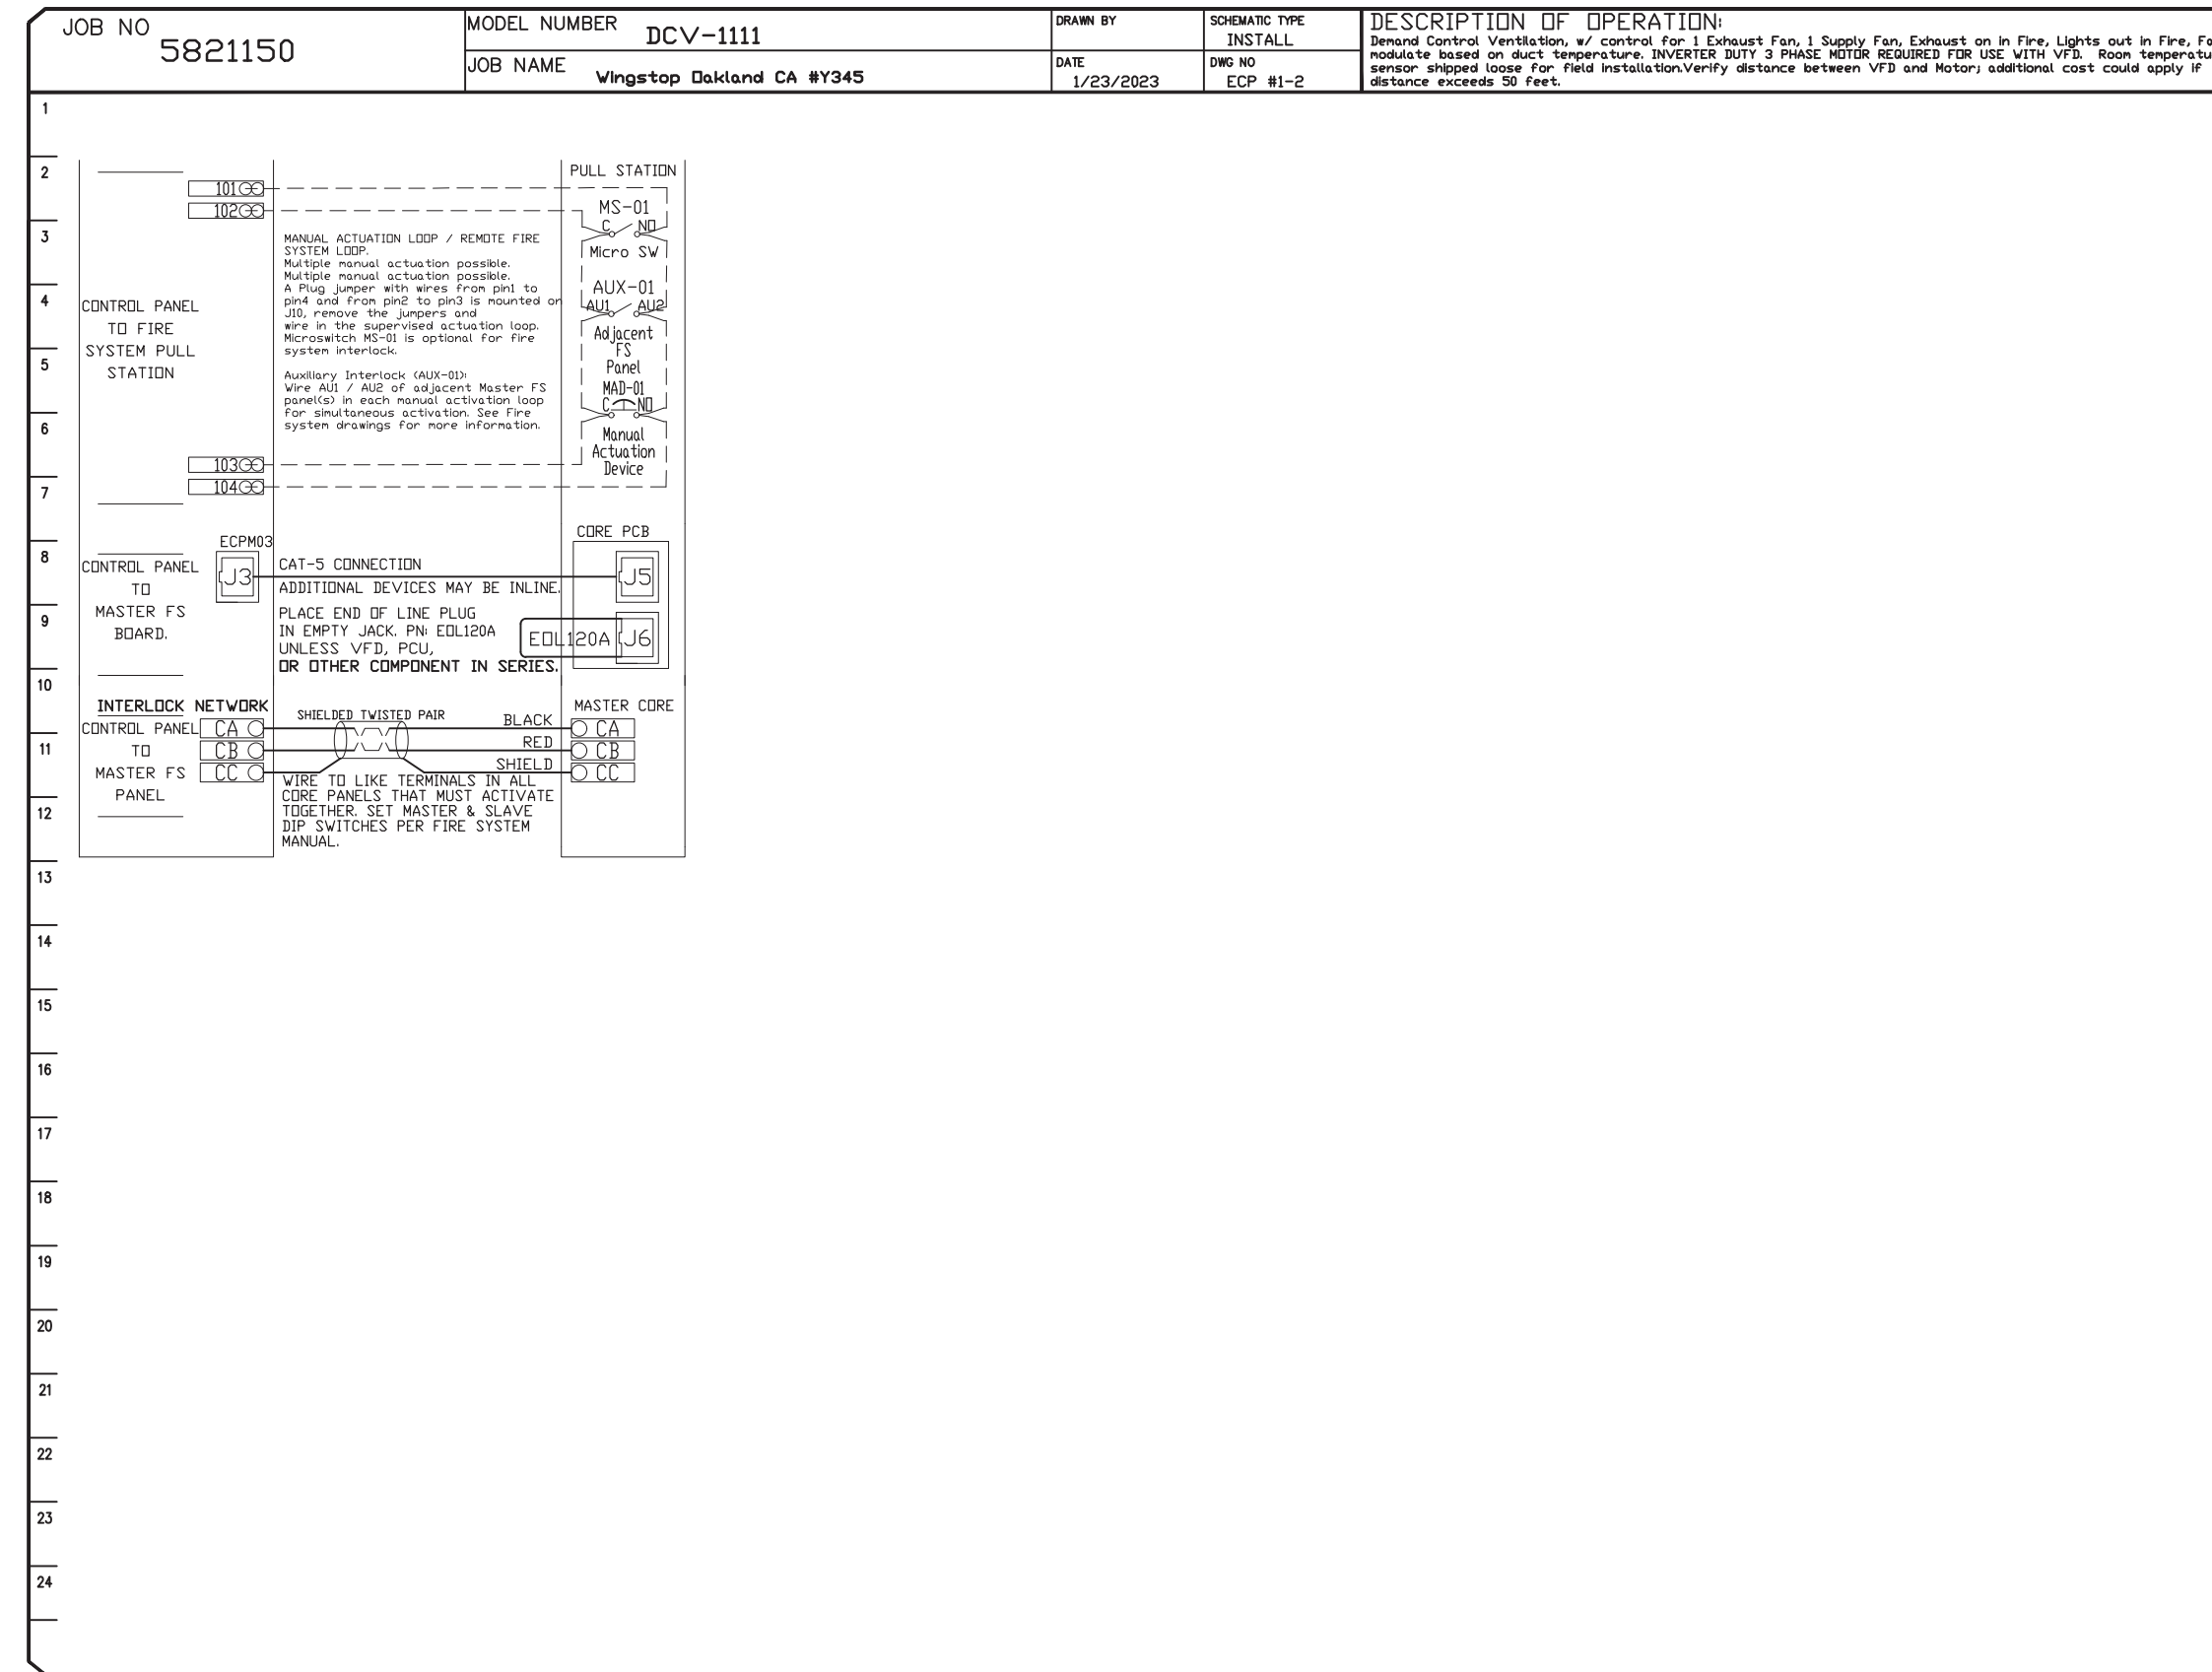 JOB NO
5821150
MODEL NUMBER
DCV-1111
JOB NAME
Wingstop Oakland CA #Y345
DRAWN BY
DATE
1/23/2023
SCHEMATIC TYPE
INSTALL
DWG NO
ECP #1-2
DESCRIPTION OF OPERATION:
Demand Control Ventilation, w/ control for 1 Exhaust Fan, 1 Supply Fan, Exhaust on in Fire, Lights out in Fire,
modulate based on duct temperature. INVERTER DUTY 3 PHASE MOTOR REQUIRED FOR USE WITH VFD. Room
sensor shipped loose for field installation.Verify distance between VFD and Motor; additional cost could apply if
distance exceeds 50 feet.
1
2
3
4
5
6
7
8
9
10
11
12
13
14
15
16
17
18
19
20
21
22
23
24
CONTROL PANEL
TO FIRE
SYSTEM PULL
STATION
101
102
103
104
MANUAL ACTUATION LOOP / REMOTE FIRE
SYSTEM LOOP.
Multiple manual actuation possible.
Multiple manual actuation possible.
A Plug jumper with wires from pin1 to
pin4 and from pin2 to pin3 is mounted on
J10, remove the jumpers and
wire in the supervised actuation loop.
Microswitch MS-01 is optional for fire
system interlock.
Auxiliary Interlock (AUX-01):
Wire AU1 / AU2 of adjacent Master FS
panel(s) in each manual activation loop
for simultaneous activation. See Fire
system drawings for more information.
PULL STATION
MS-01
C NO
Micro SW
AUX-01
AU1 AU2
Adjacent
FS
Panel
MAD-01
C NO
Manual
Actuation
Device
CONTROL PANEL
TO
MASTER FS
BOARD.
ECPM03
J3
CAT-5 CONNECTION
ADDITIONAL DEVICES MAY BE INLINE.
PLACE END OF LINE PLUG
IN EMPTY JACK. PN: EOL120A
UNLESS VFD, PCU,
OR OTHER COMPONENT IN SERIES.
CORE PCB
J5
EOL120A
J6
INTERLOCK NETWORK
CONTROL PANEL
TO
MASTER FS
PANEL
CA
CB
CC
SHIELDED TWISTED PAIR
BLACK
RED
SHIELD
WIRE TO LIKE TERMINALS IN ALL
CORE PANELS THAT MUST ACTIVATE
TOGETHER. SET MASTER & SLAVE
DIP SWITCHES PER FIRE SYSTEM
MANUAL.
MASTER CORE
CA
CB
CC